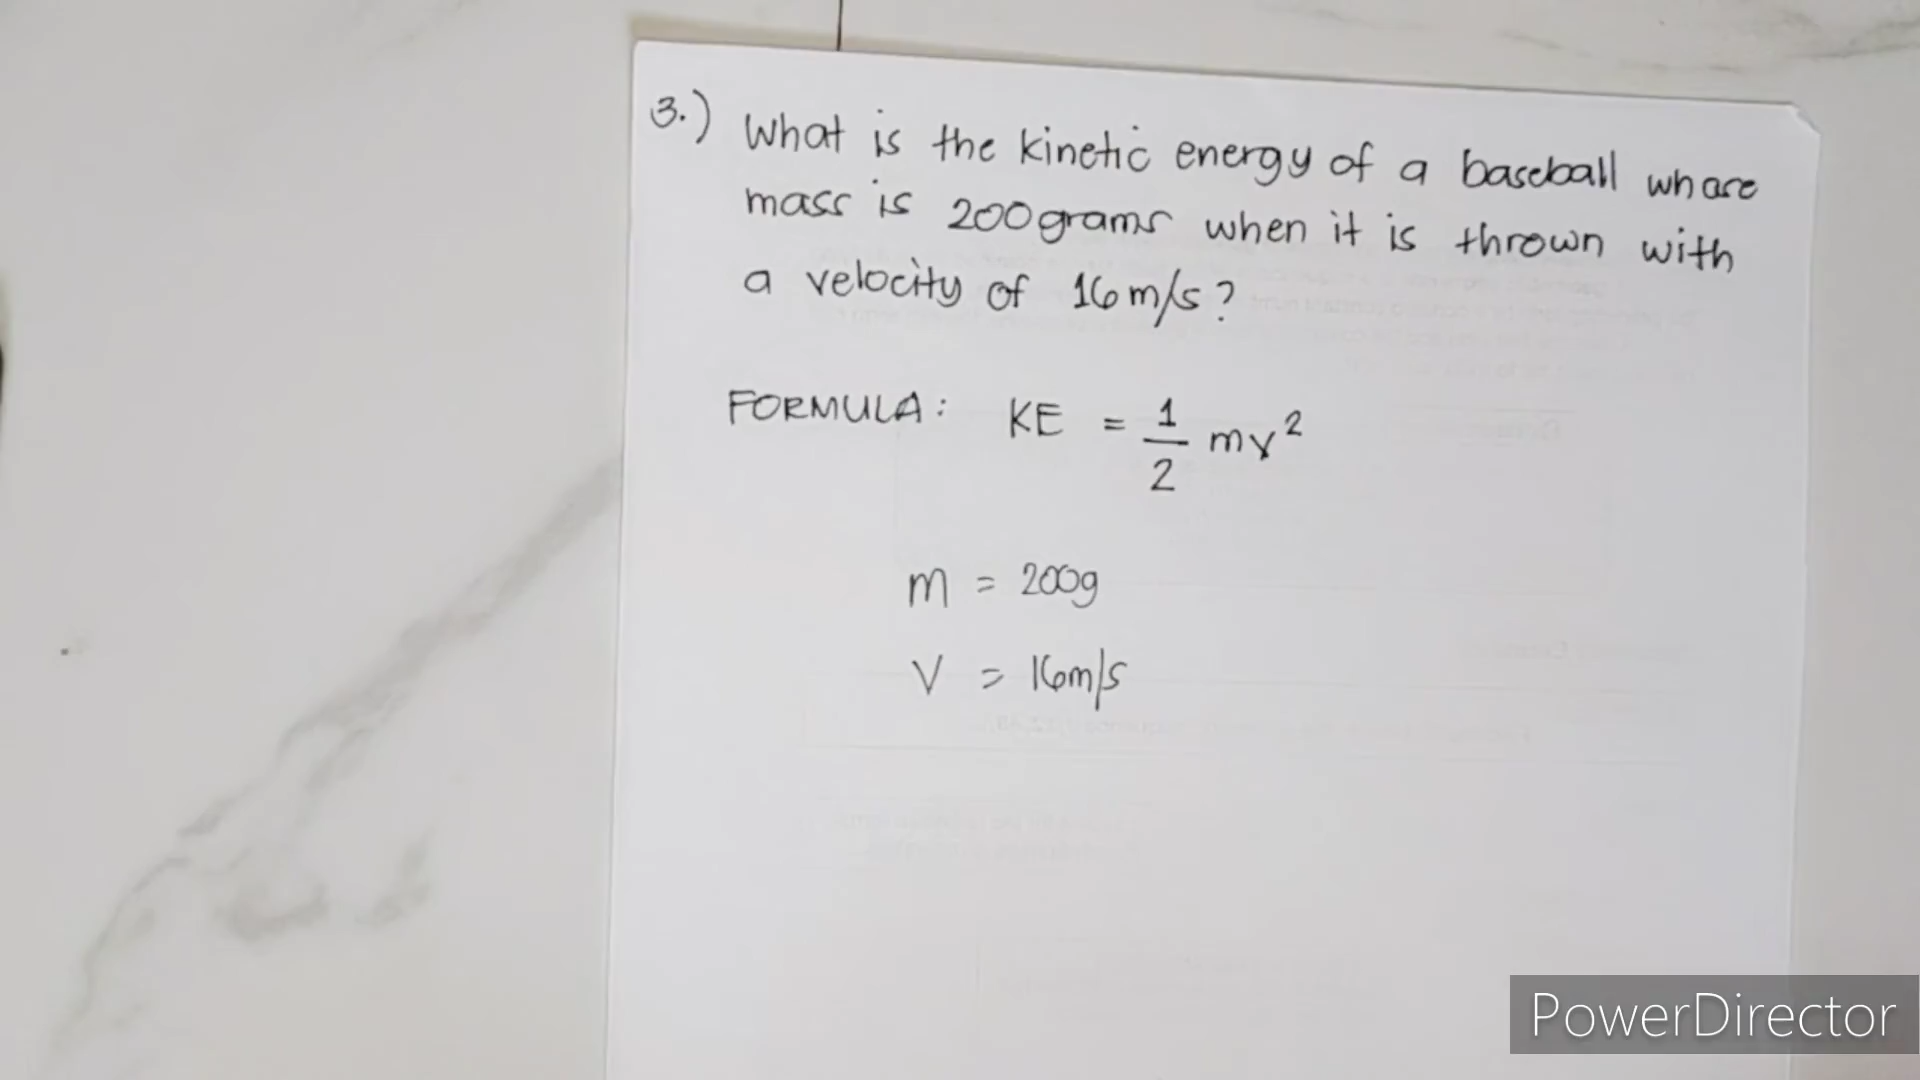 3.) What is the kinetic energy of a baseball whose
mass is 200grams when it is thrown with
a velocity of 16m/s?
FORMULA: KE = 1/2 mv²
m = 200g
V = 16m/s
PowerDirector